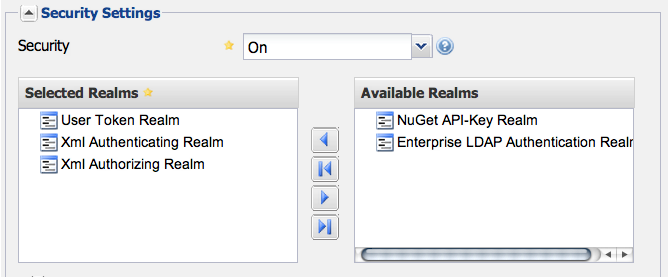 Security Settings
Security On
Selected Realms
User Token Realm
Xml Authenticating Realm
Xml Authorizing Realm
Available Realms
NuGet API-Key Realm
Enterprise LDAP Authentication